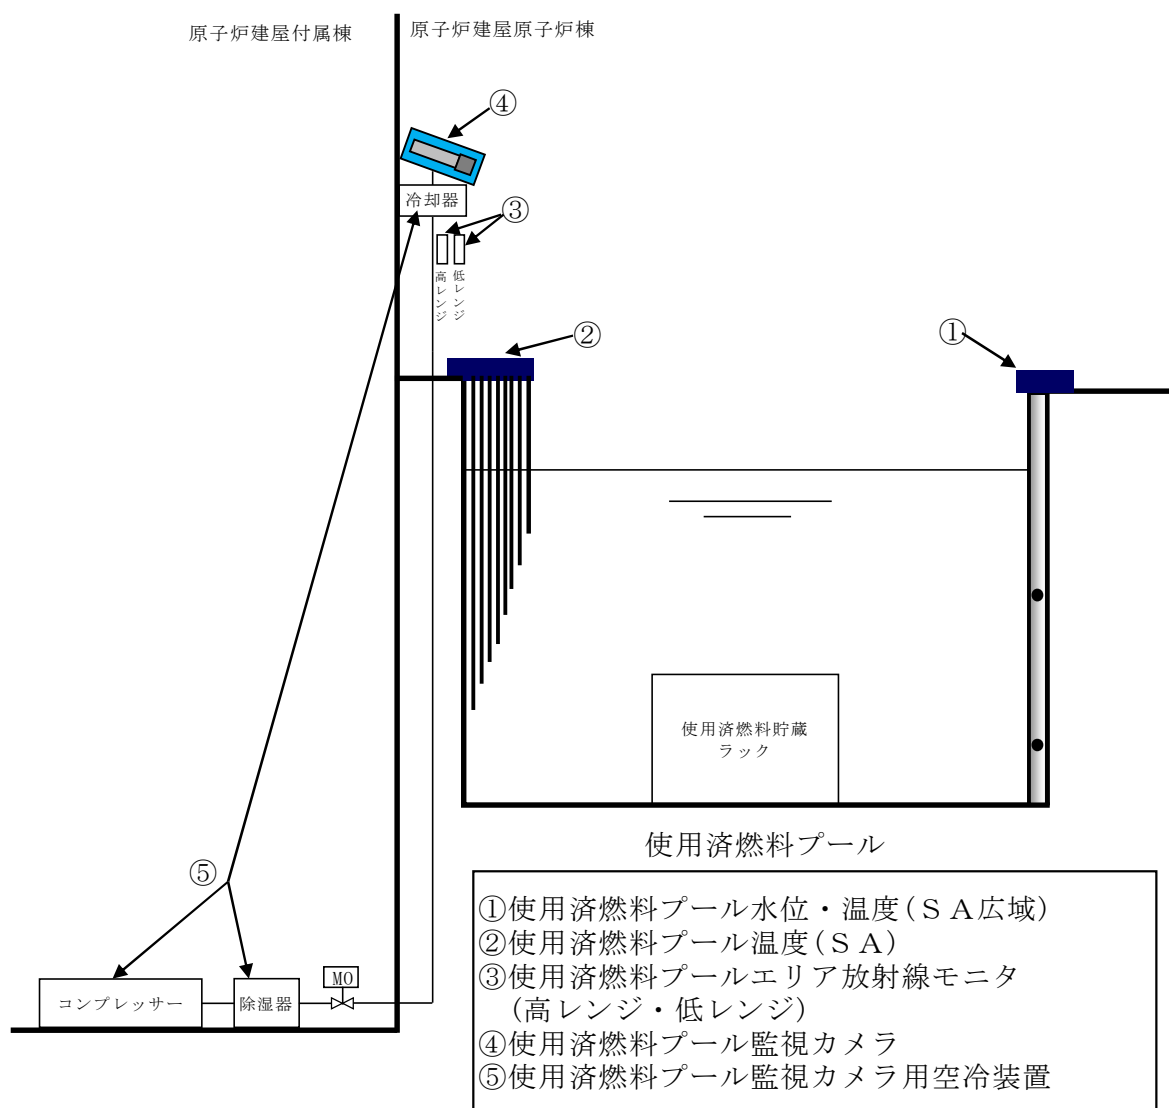 原子炉建屋付属棟
原子炉建屋原子炉棟
④
冷却器
③
高レンジ
低レンジ
②
①
使用済燃料貯蔵
ラック
使用済燃料プール
⑤
コンプレッサー
除湿器
MO
①使用済燃料プール水位・温度(ＳＡ広域)
②使用済燃料プール温度(ＳＡ)
③使用済燃料プールエリア放射線モニタ
(高レンジ・低レンジ)
④使用済燃料プール監視カメラ
⑤使用済燃料プール監視カメラ用空冷装置